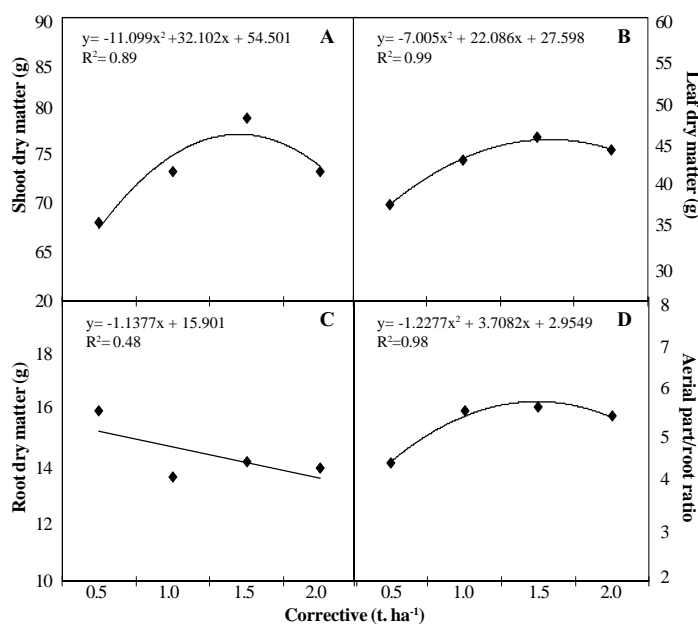 90
85
80
75
70
65
20
Shoot dry matter (g)
y= -11.099x² +32.102x + 54.501
R²= 0.89
A
y= -7.005x² + 22.086x + 27.598
R²= 0.99
B
60
50
45
40
35
30
Leaf dry matter (g)
18
16
14
12
10
Root dry matter (g)
y= -1.1377x + 15.901
R²= 0.48
C
y= -1.2277x² + 3.7082x + 2.9549
R²=0.98
D
8
7
6
5
4
3
2
Aerial part/root ratio
0.5 1.0 1.5 2.0 0.5 1.0 1.5 2.0
Corrective (t. ha⁻¹)